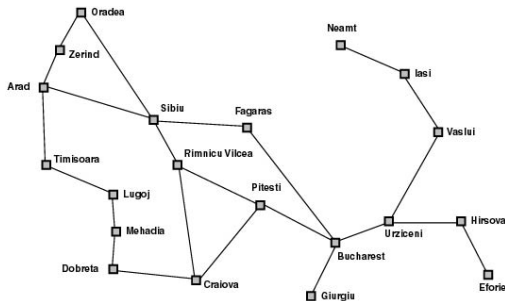 Oradea
Neamt
Zerind
Iasi
Arad
Sibiu
Fagaras
Vaslui
Rimnicu Vilcea
Timisoara
Pitesti
Lugoj
Hirsova
Mehadia
Urziceni
Bucharest
Dobreta
Craiova
Eforie
Giurgiu